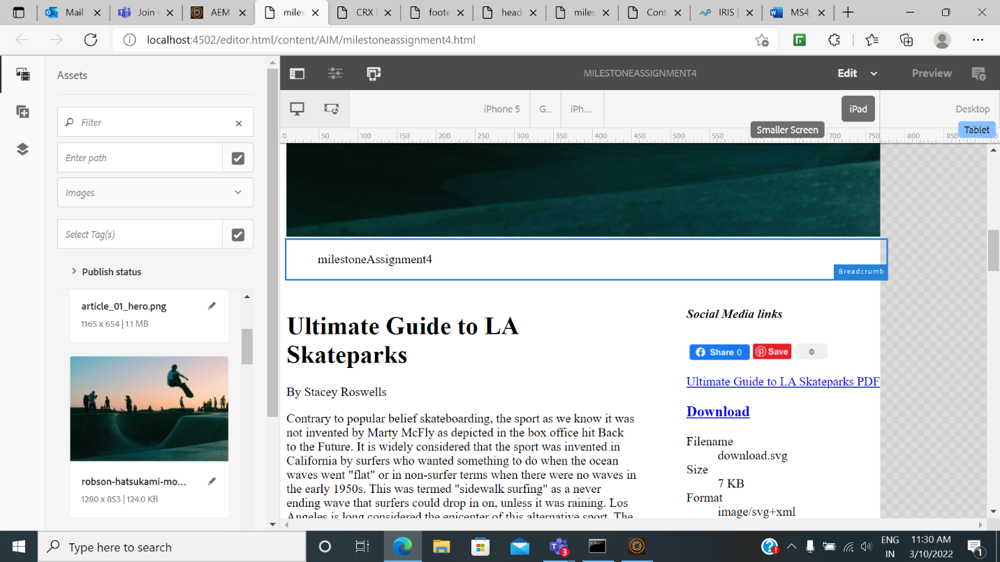 Mail
Join
AEM
miles
CRX
foote
head
miles
Cont
IRIS |
MS4_
localhost:4502/editor.html/content/AIM/milestoneassignment4.html
Assets
Filter
Enter path
Images
Select Tag(s)
Publish status
article_01_hero.png
1165 x 654 | 1.1 MB
robson-hatsukami-mo...
1280 x 853 | 124.0 KB
MILESTONEASSIGNMENT4
Edit
Preview
iPhone 5
G..
iPh...
iPad
Desktop
Smaller Screen
Tablet
0 50 100 150 200 250 300 350 400 450 500 550 700 750 800 850
milestoneAssignment4
Breadcrumb
Ultimate Guide to LA
Skateparks
By Stacey Roswells
Contrary to popular belief skateboarding, the sport as we know it was
not invented by Marty McFly as depicted in the box office hit Back
to the Future. It is widely considered that the sport was invented in
California by surfers who wanted something to do when the ocean
waves went "flat" or in non-surfer terms when there were no waves in
the early 1950s. This was termed "sidewalk surfing" as a never
ending wave that surfers could drop in on, unless it was raining. Los
Angeles is long considered the epicenter of this alternative sport. The
Social Media links
Share 0
Save
0
Ultimate Guide to LA Skateparks PDF
Download
Filename
download.svg
Size
7 KB
Format
image/svg+xml
Type here to search
3
ENG
IN
11:30 AM
3/10/2022
1